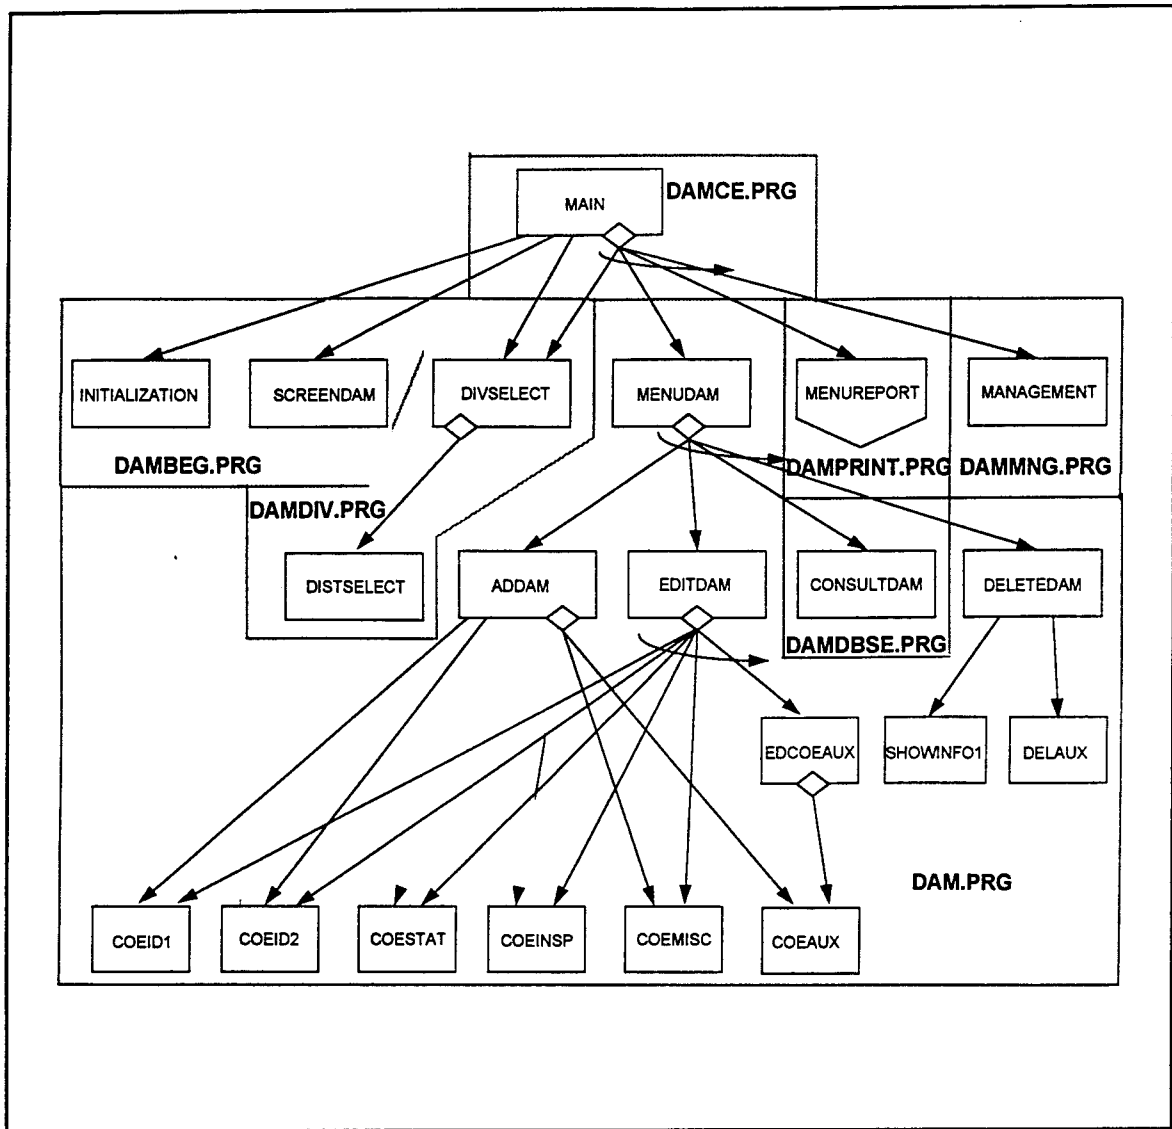 MAIN
DAMCE.PRG
INITIALIZATION
SCREENDAM
DIVSELECT
MENUDAM
MENUREPORT
MANAGEMENT
DAMBEG.PRG
DAMPRINT.PRG
DAMMNG.PRG
DAMDIV.PRG
DISTSELECT
ADDAM
EDITDAM
CONSULTDAM
DELETEDAM
DAMDBSE.PRG
EDCOEAUX
SHOWINFO1
DELAUX
DAM.PRG
COEID1
COEID2
COESTAT
COEINSP
COEMISC
COEAUX